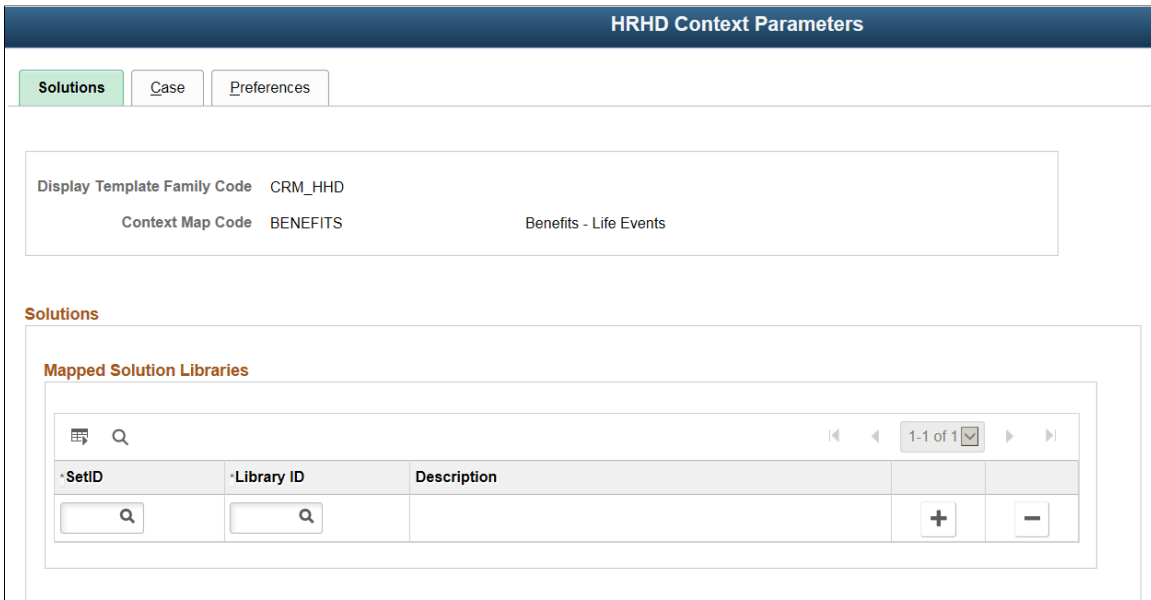 HRHD Context Parameters
Solutions Case Preferences
Display Template Family Code CRM_HHD
Context Map Code BENEFITS Benefits - Life Events
Solutions
Mapped Solution Libraries
1-1 of 1
*SetID *Library ID Description